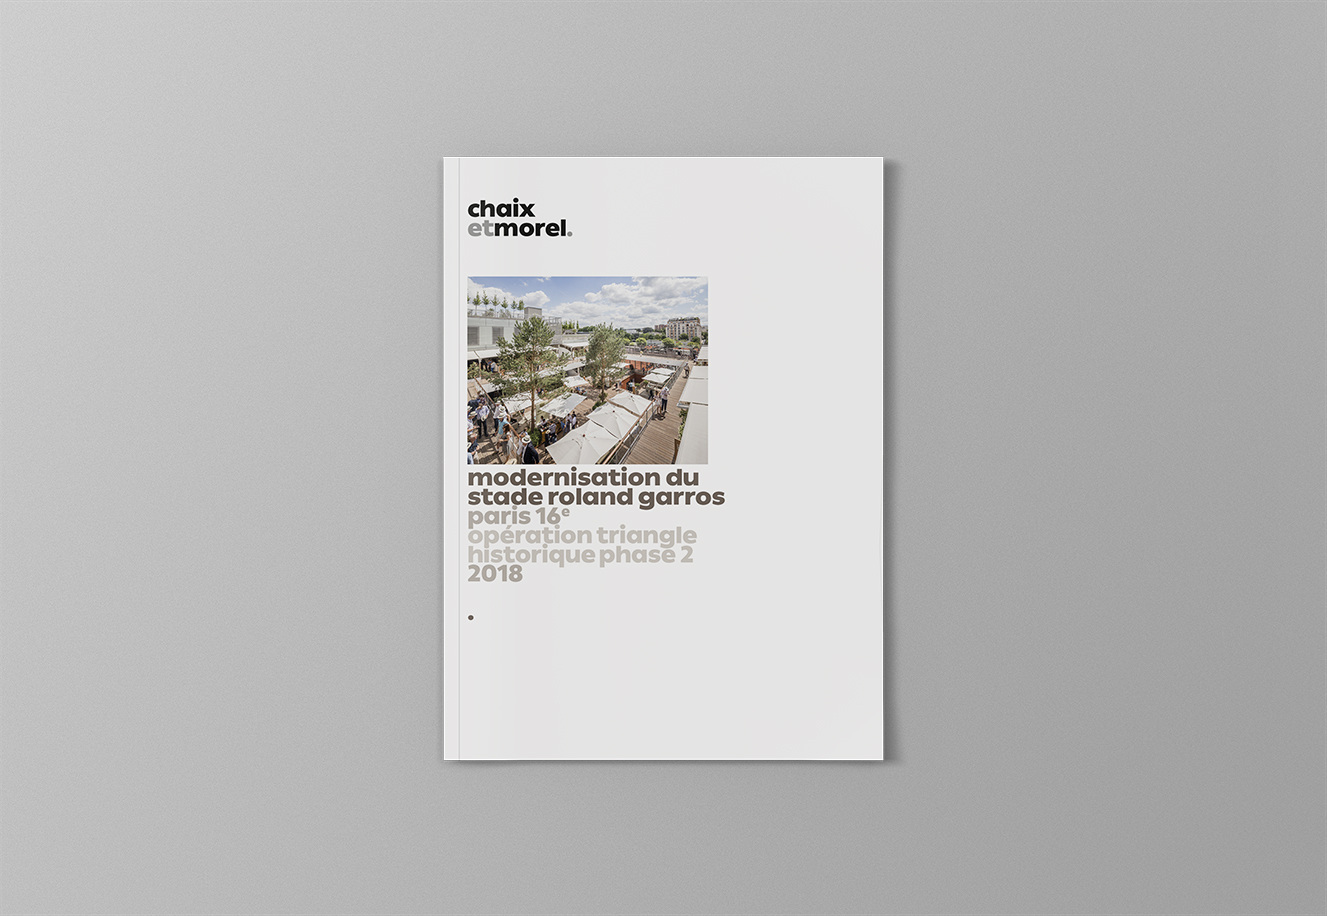 chaix
etmorel.
modernisation du
stade roland garros
paris 16e
opération triangle
historique phase 2
2018